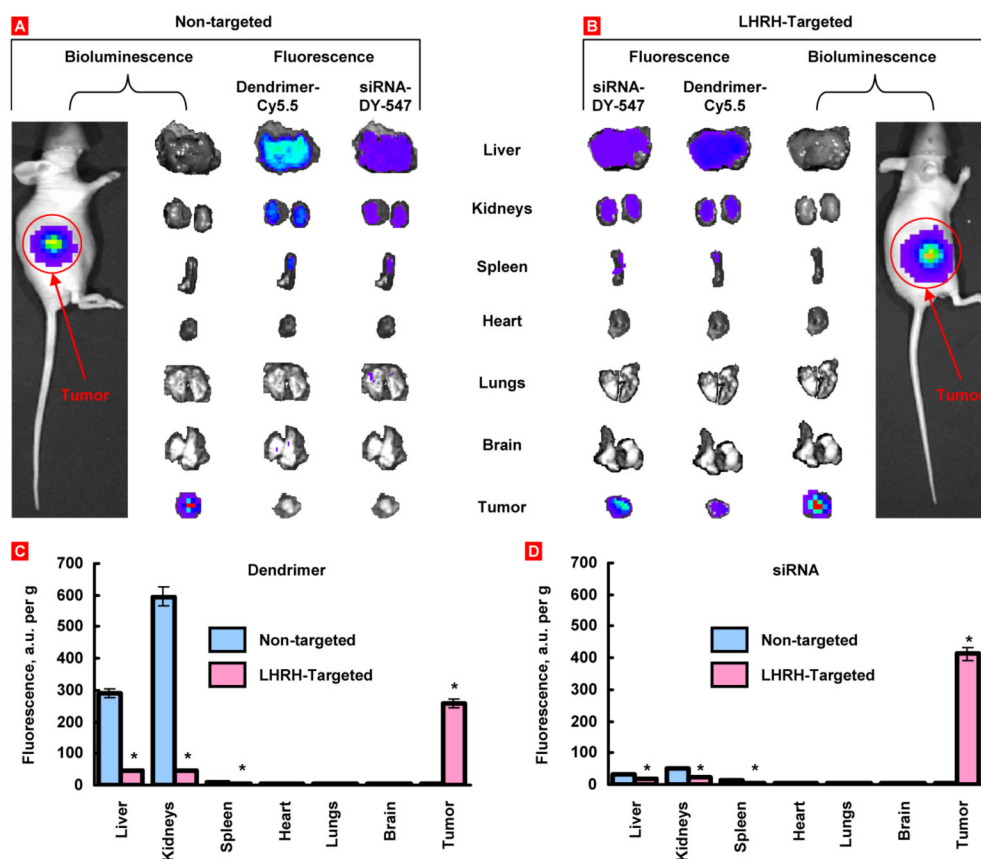 A
Non-targeted
Bioluminescence
Fluorescence
Dendrimer-
Cy5.5
siRNA-
DY-547
Tumor
B
LHRH-Targeted
Fluorescence
Bioluminescence
siRNA-
DY-547
Dendrimer-
Cy5.5
Tumor
Liver
Kidneys
Spleen
Heart
Lungs
Brain
Tumor
C
Dendrimer
Fluorescence, a.u. per g
700
600
500
400
300
200
100
0
Non-targeted
LHRH-Targeted
* * * *
Liver
Kidneys
Spleen
Heart
Lungs
Brain
Tumor
D
siRNA
Fluorescence, a.u. per g
700
600
500
400
300
200
100
0
Non-targeted
LHRH-Targeted
* * * *
Liver
Kidneys
Spleen
Heart
Lungs
Brain
Tumor